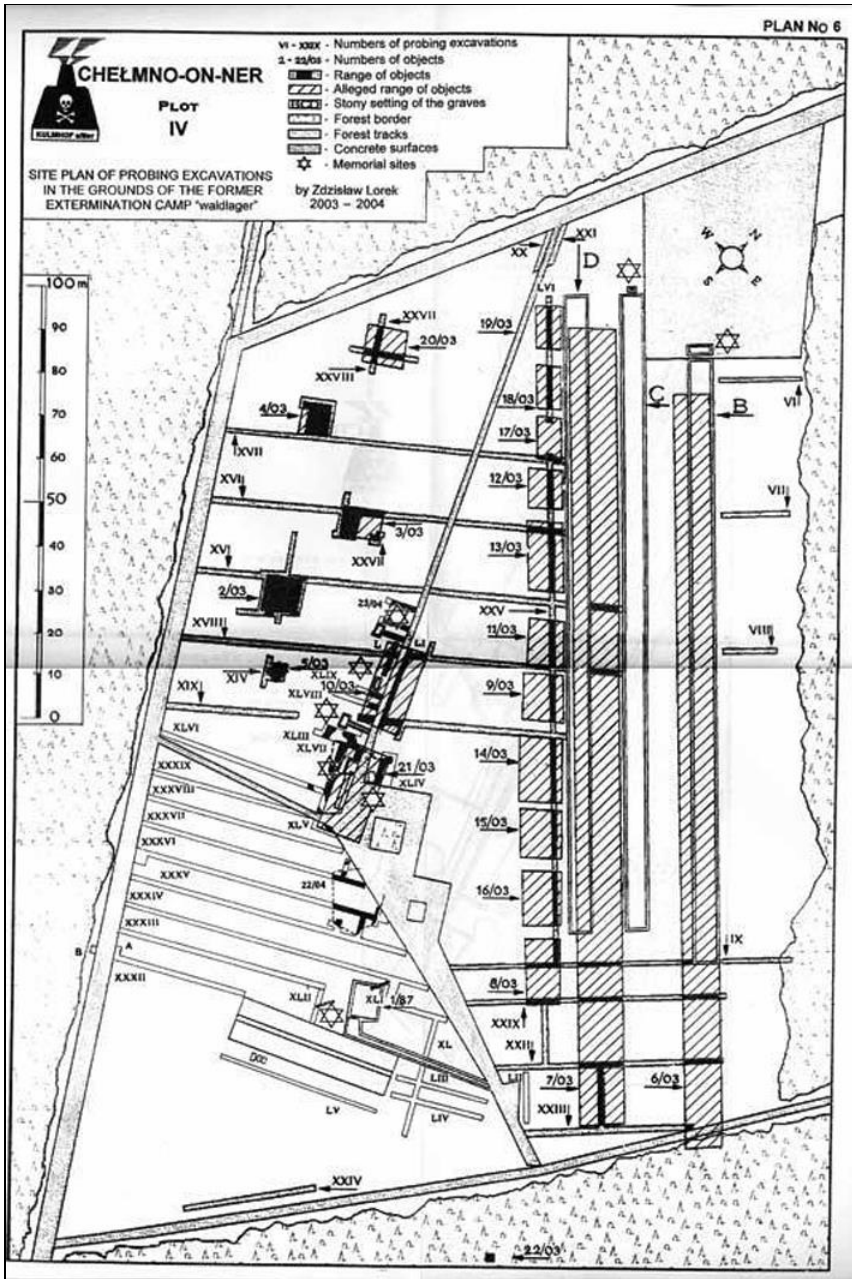 PLAN No 6
CHEŁMNO-ON-NER
PLOT
IV
KULMHOF
SITE PLAN OF PROBING EXCAVATIONS
IN THE GROUNDS OF THE FORMER
EXTERMINATION CAMP "waldlager"
VI - XXIX - Numbers of probing excavations
2 - 22/03 - Numbers of objects
- Range of objects
- Alleged range of objects
- Stony setting of the graves
- Forest border
- Forest tracks
- Concrete surfaces
- Memorial sites
by Zdzisław Lorek
2003 – 2004
XX
XXI
D
W
N
S
E
LVI
100 m
90
80
70
60
50
40
30
20
10
0
XXVII
20/03
XXVIII
19/03
18/03
17/03
12/03
13/03
XXV
11/03
9/03
14/03
15/03
16/03
8/03
C
B
VI
VII
VIII
IX
4/03
XVII
XVI
3/03
XXVII
XV
2/03
23/04
XVIII
XIV
5/03
XLIX
10/03
XLVIII
XIX
XLIII
XLVII
XLVI
21/03
XLIV
XLV
XXXIX
XXXVIII
XXXVII
XXXVI
XXXV
22/04
XXXIV
XXXIII
B
A
XXXII
XLII
XLI
1/87
XL
XXIX
XXII
LII
7/03
6/03
XXIII
LIII
LIV
LV
XXIV
22/03